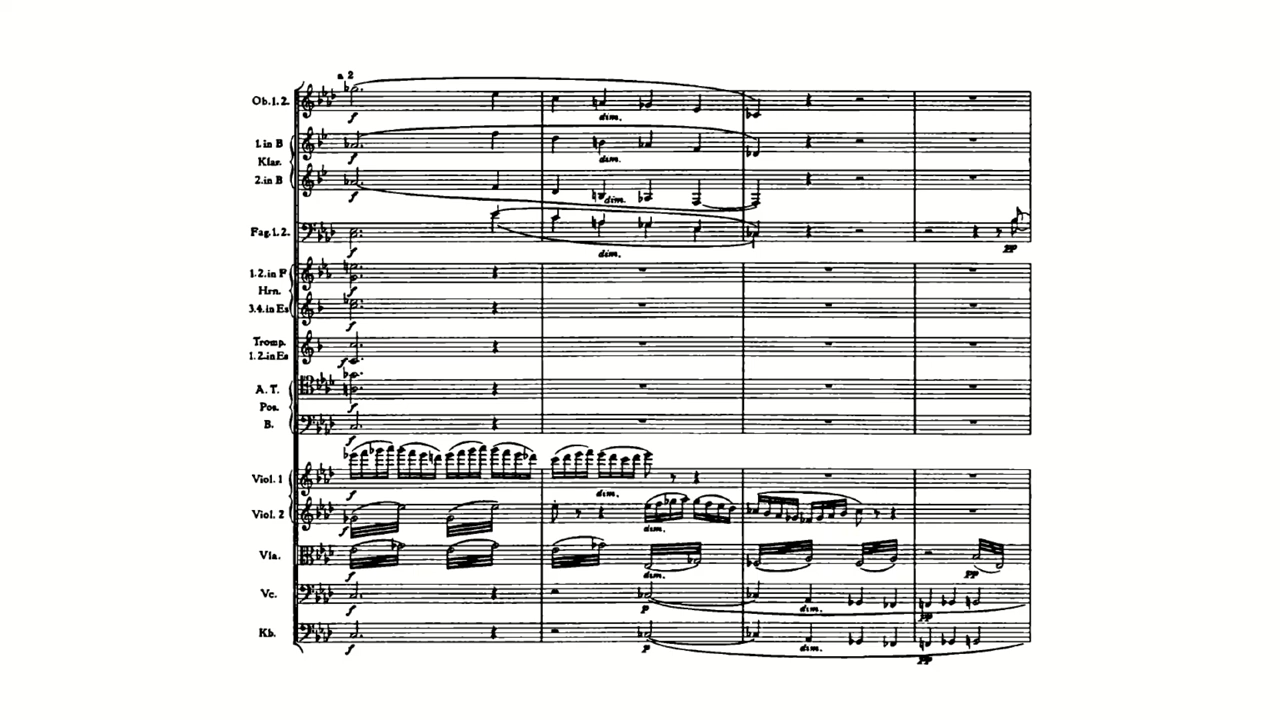 a. 2
Ob.1.2.
f
dim.
1. in B
Klar.
f
dim.
2. in B
f
dim.
Fag.1.2.
f
dim.
pp
1.2. in F
Hrn.
f
3.4. in Es
f
Tromp.
1.2. in Es
f
A. T.
Pos.
f
B.
f
Viol. 1
f
dim.
Viol. 2
f
dim.
Vla.
f
dim.
pp
Vc.
f
p
dim.
pp
Kb.
f
p
dim.
pp